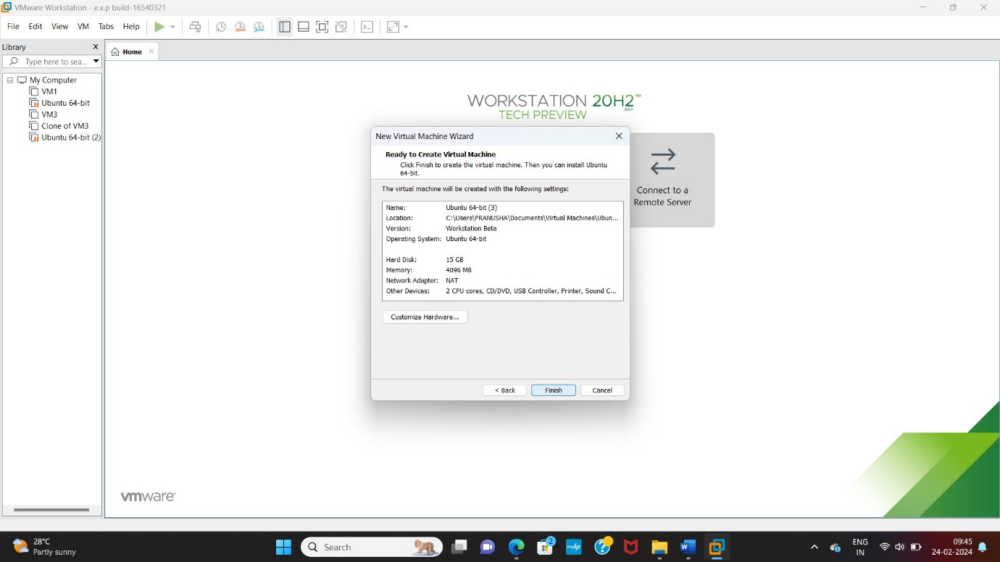 VMware Workstation - e.x.p build-16540321
File Edit View VM Tabs Help
Library
Type here to sea...
My Computer
VM1
Ubuntu 64-bit
VM3
Clone of VM3
Ubuntu 64-bit (2)
Home
WORKSTATION 20H2™
JULY
TECH PREVIEW
Connect to a
Remote Server
New Virtual Machine Wizard
Ready to Create Virtual Machine
Click Finish to create the virtual machine. Then you can install Ubuntu
64-bit.
The virtual machine will be created with the following settings:
Name: Ubuntu 64-bit (3)
Location: C:\Users\PRANUSHA\Documents\Virtual Machines\Ubun...
Version: Workstation Beta
Operating System: Ubuntu 64-bit
Hard Disk: 15 GB
Memory: 4096 MB
Network Adapter: NAT
Other Devices: 2 CPU cores, CD/DVD, USB Controller, Printer, Sound C...
Customize Hardware...
< Back Finish Cancel
vmware®
28°C
Partly sunny
Search
2
myhp
ENG
IN
09:45
24-02-2024